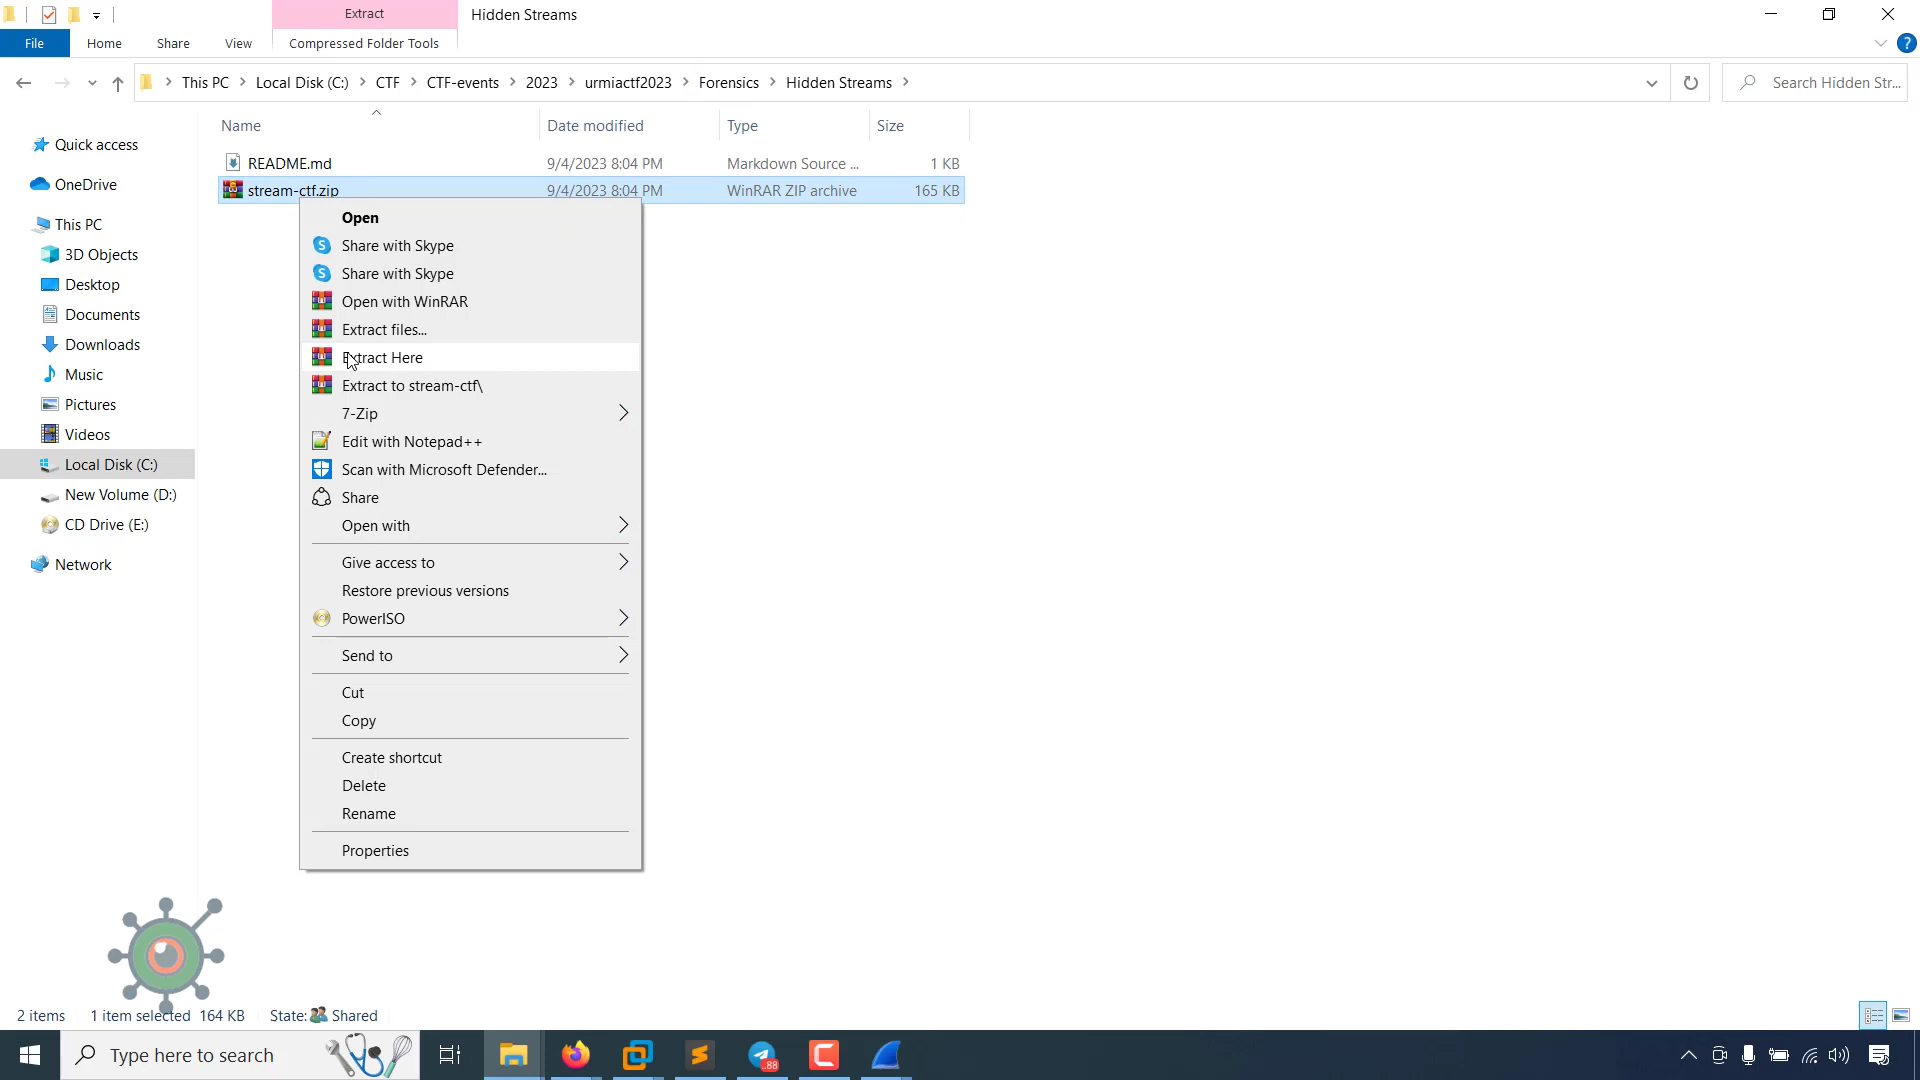 Extract
Hidden Streams
File
Home
Share
View
Compressed Folder Tools
This PC
Local Disk (C:)
CTF
CTF-events
2023
urmiactf2023
Forensics
Hidden Streams
Search Hidden Str...
Name
Date modified
Type
Size
README.md
9/4/2023 8:04 PM
Markdown Source ...
1 KB
stream-ctf.zip
9/4/2023 8:04 PM
WinRAR ZIP archive
165 KB
Quick access
OneDrive
This PC
3D Objects
Desktop
Documents
Downloads
Music
Pictures
Videos
Local Disk (C:)
New Volume (D:)
CD Drive (E:)
Network
Open
Share with Skype
Share with Skype
Open with WinRAR
Extract files...
Extract Here
Extract to stream-ctf\
7-Zip
Edit with Notepad++
Scan with Microsoft Defender...
Share
Open with
Give access to
Restore previous versions
PowerISO
Send to
Cut
Copy
Create shortcut
Delete
Rename
Properties
2 items
1 item selected 164 KB
State: Shared
Type here to search
88